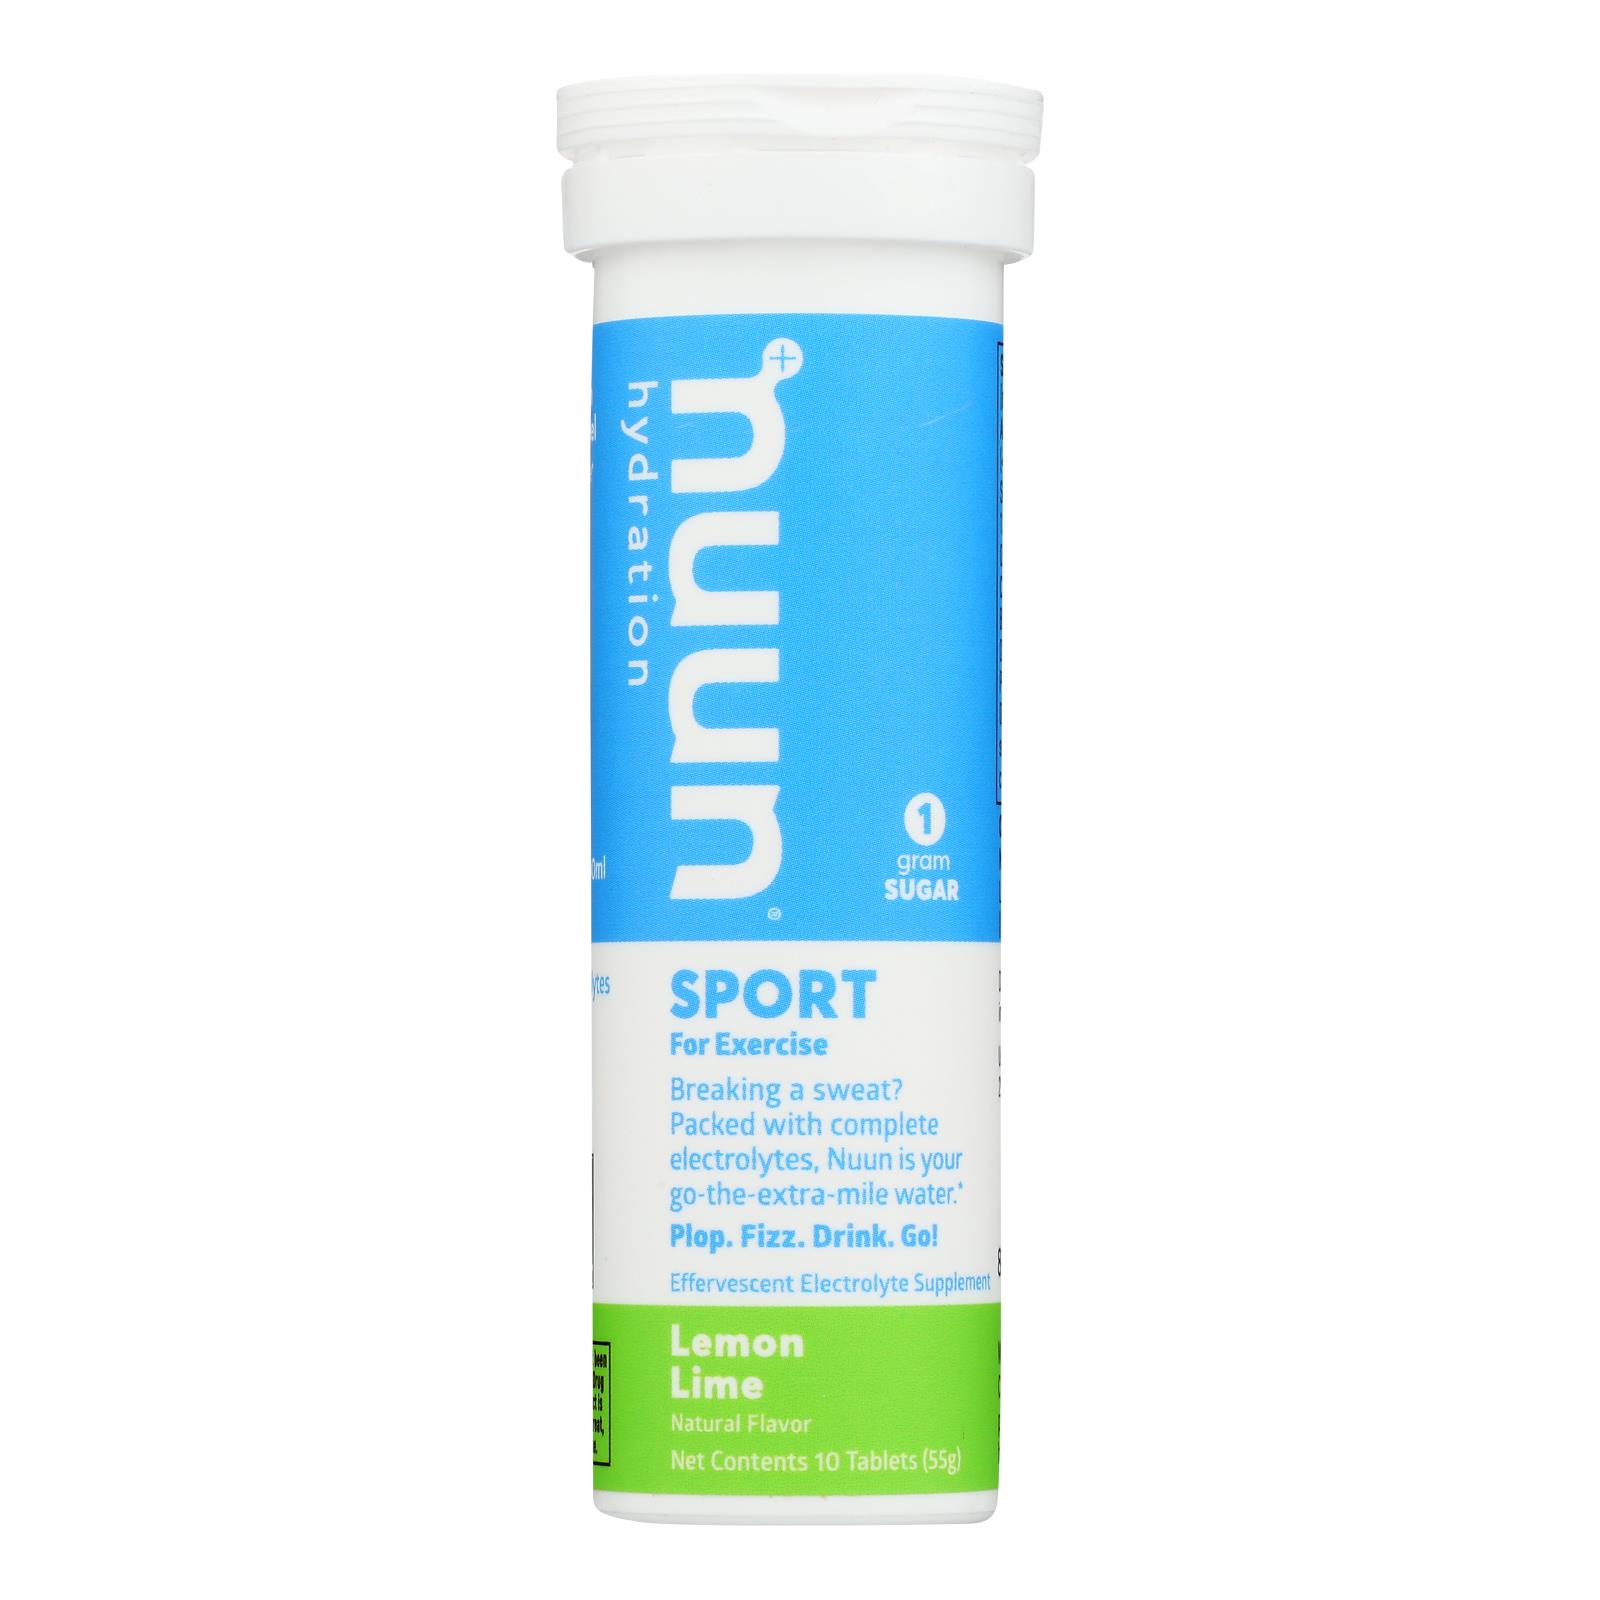 nuun
hydration
1
gram
SUGAR
SPORT
For Exercise
Breaking a sweat?
Packed with complete
electrolytes, Nuun is your
go-the-extra-mile water.*
Plop. Fizz. Drink. Go!
Effervescent Electrolyte Supplement
Lemon
Lime
Natural Flavor
Net Contents 10 Tablets (55g)